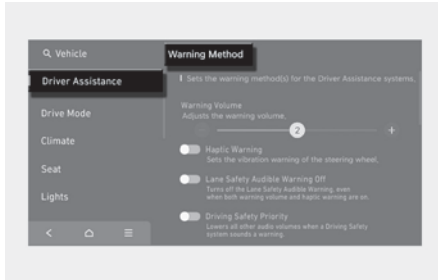 Vehicle
Warning Method
Driver Assistance
Sets the warning method(s) for the Driver Assistance systems.
Warning Volume
Adjusts the warning volume.
2
Drive Mode
Haptic Warning
Sets the vibration warning of the steering wheel.
Climate
Lane Safety Audible Warning Off
Turns off the Lane Safety Audible Warning, even
when both warning volume and haptic warning are on.
Seat
Driving Safety Priority
Lowers all other audio volumes when a Driving Safety
system sounds a warning.
Lights